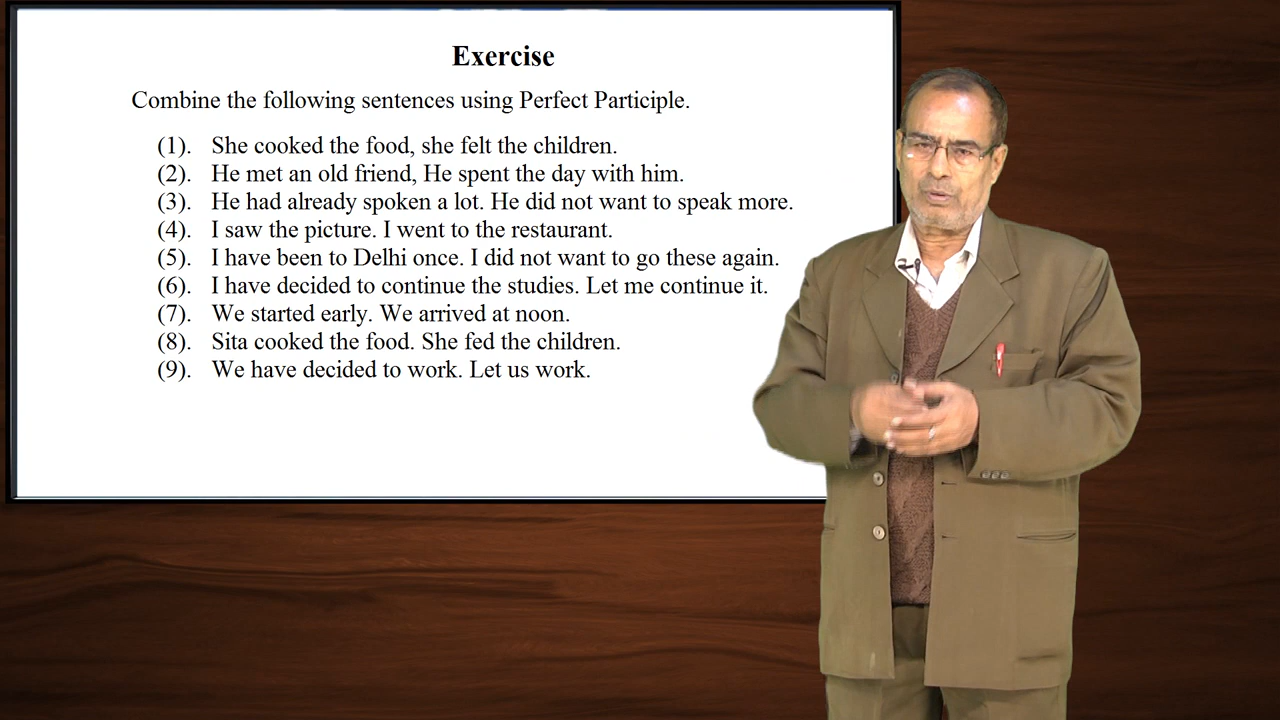 Exercise
Combine the following sentences using Perfect Participle.
(1). She cooked the food, she felt the children.
(2). He met an old friend, He spent the day with him.
(3). He had already spoken a lot. He did not want to speak more.
(4). I saw the picture. I went to the restaurant.
(5). I have been to Delhi once. I did not want to go these again.
(6). I have decided to continue the studies. Let me continue it.
(7). We started early. We arrived at noon.
(8). Sita cooked the food. She fed the children.
(9). We have decided to work. Let us work.